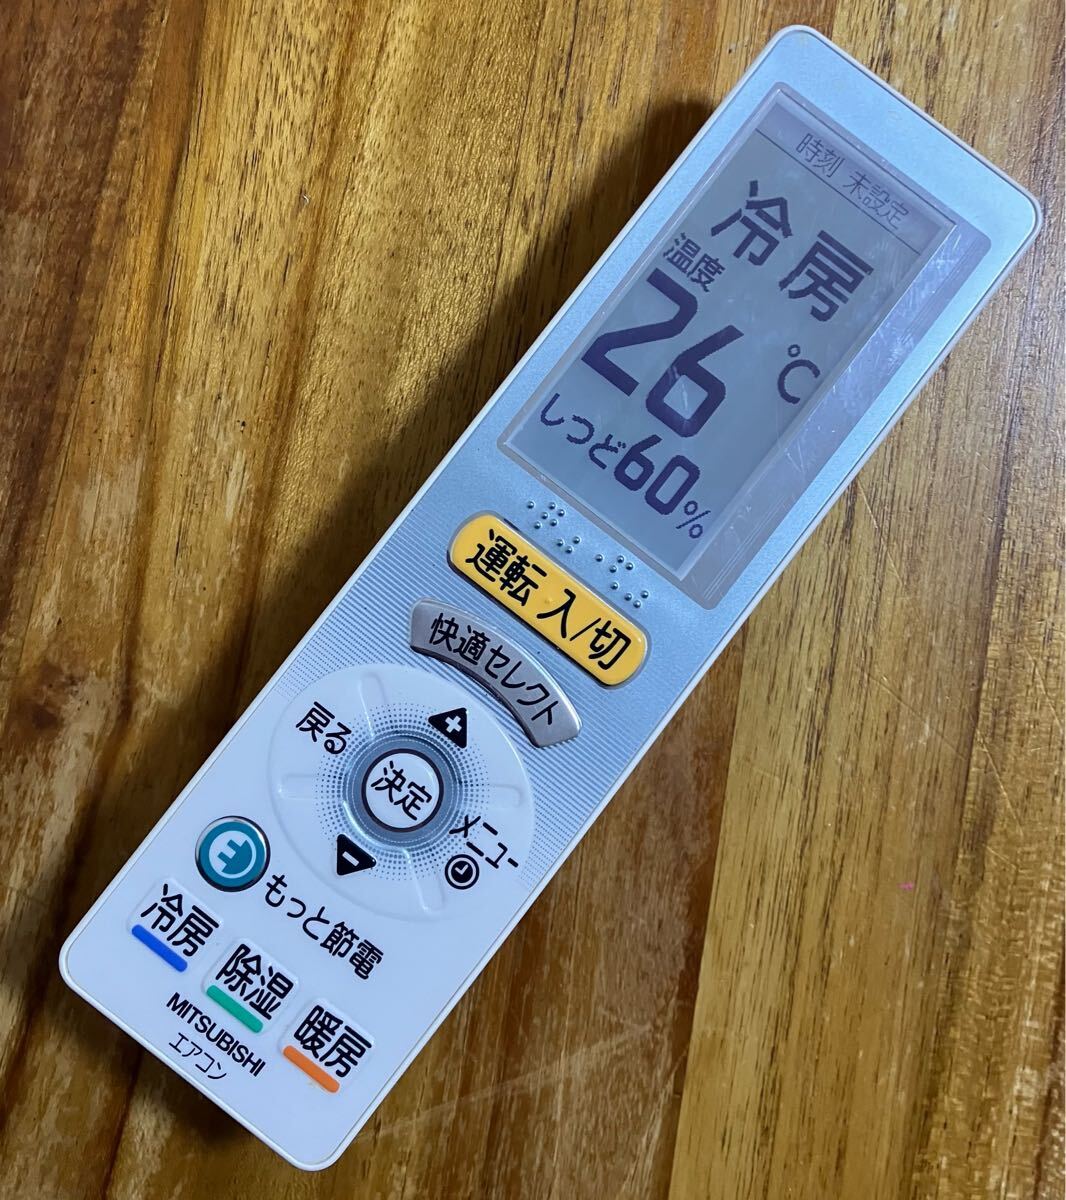 時刻 未設定
冷房
温度
26℃
しつど60%
運転 入/切
快適セレクト
+
戻る
決定
メニュー
-
もっと節電
冷房
除湿
暖房
MITSUBISHI
エアコン